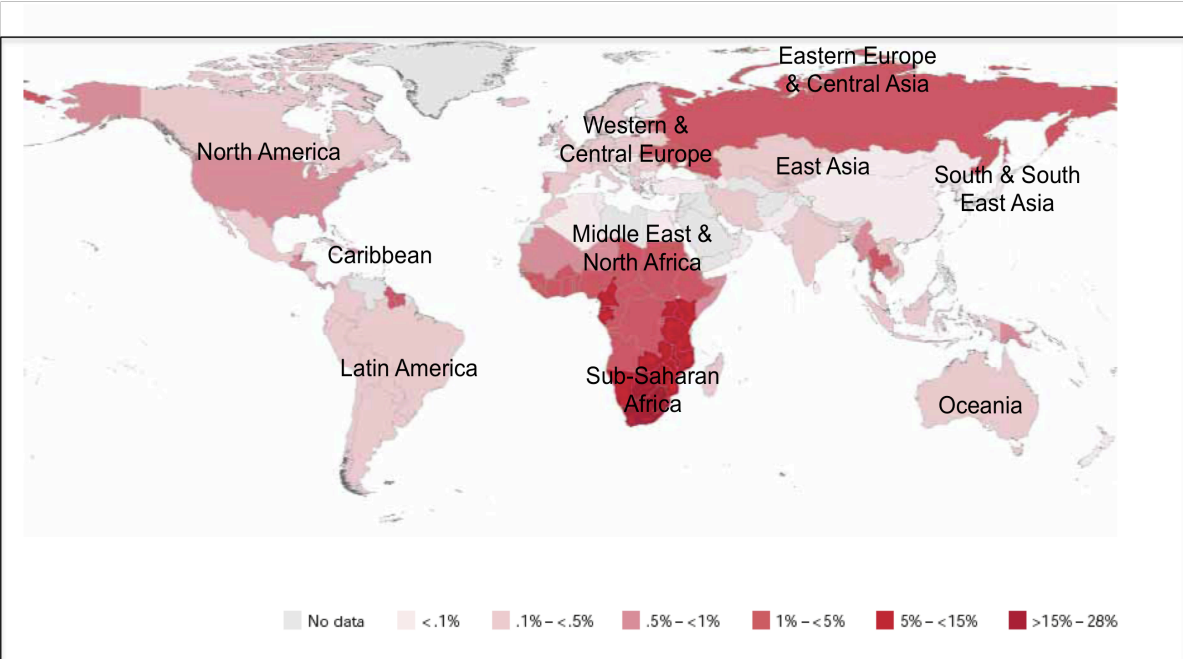 Eastern Europe
& Central Asia
Western &
Central Europe
North America
East Asia
South & South
East Asia
Middle East &
North Africa
Caribbean
Latin America
Sub-Saharan
Africa
Oceania
No data
<.1%
.1% – <.5%
.5% – <1%
1% – <5%
5% – <15%
>15% – 28%